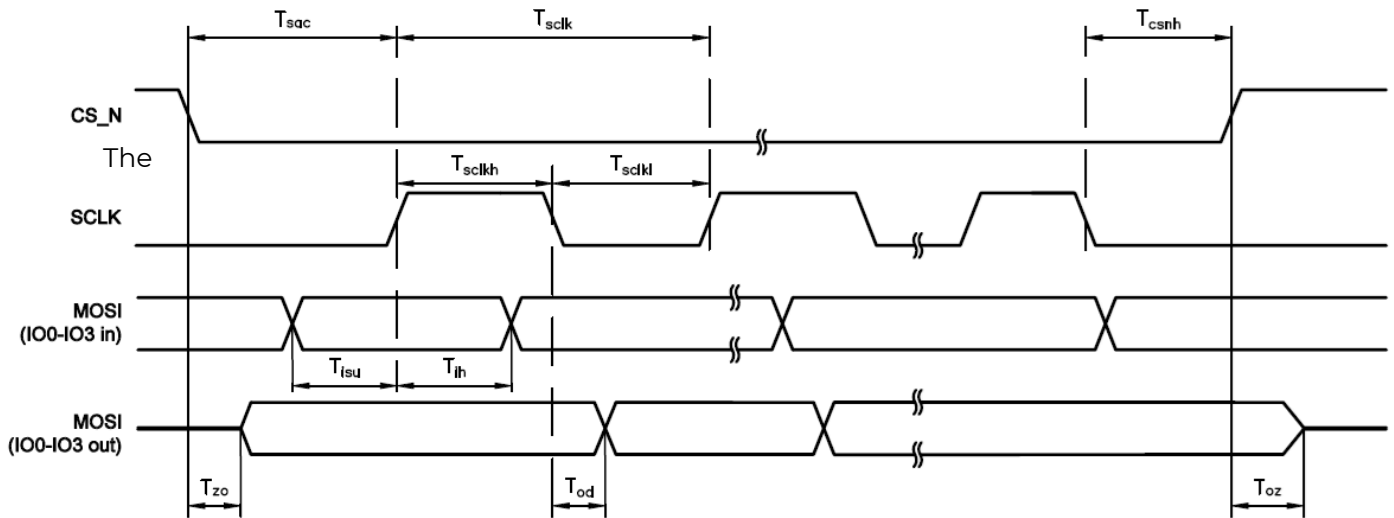 Tsac
Tsclk
Tcsnh
CS_N
The
Tsclkh
Tsclkl
SCLK
MOSI
(IO0-IO3 in)
Tisu
Tih
MOSI
(IO0-IO3 out)
Tzo
Tod
Toz